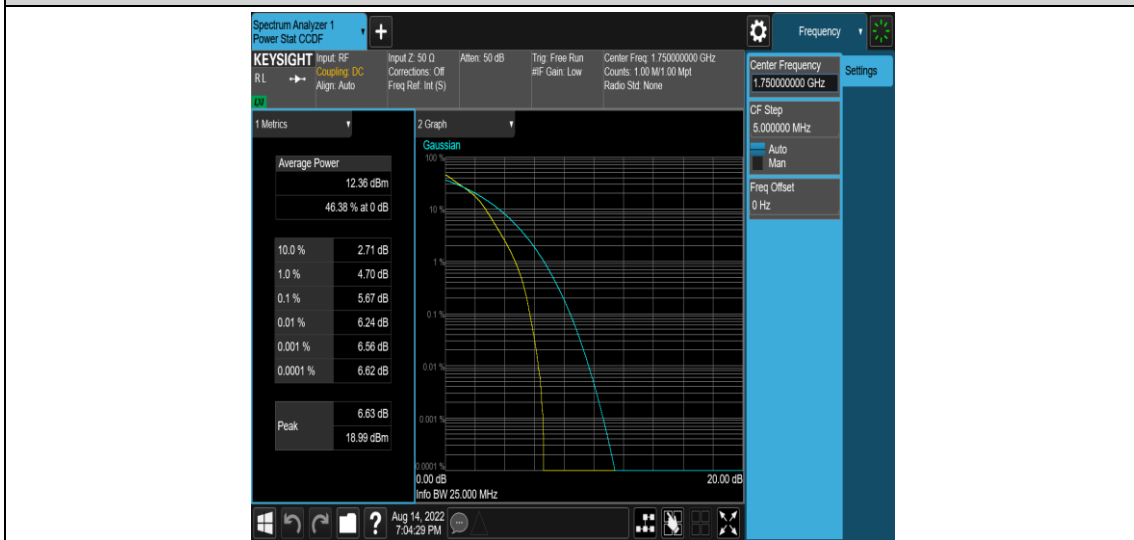 Spectrum Analyzer 1
Power Stat CCDF
Frequency
KEYSIGHT
RL
Input: RF
Coupling: DC
Align: Auto
Input Z: 50 Ω
Corrections: Off
Freq Ref: Int (S)
Atten: 50 dB
Trig: Free Run
#IF Gain: Low
Center Freq: 1.750000000 GHz
Counts: 1.00 M/1.00 Mpt
Radio Std: None
Center Frequency
1.750000000 GHz
Settings
CF Step
5.000000 MHz
Auto
Man
Freq Offset
0 Hz
1 Metrics
Average Power
12.36 dBm
46.38 % at 0 dB
10.0 % 2.71 dB
1.0 % 4.70 dB
0.1 % 5.67 dB
0.01 % 6.24 dB
0.001 % 6.56 dB
0.0001 % 6.62 dB
Peak
6.63 dB
18.99 dBm
2 Graph
Gaussian
100 %
10 %
1 %
0.1 %
0.01 %
0.001 %
0.0001 %
0.00 dB 20.00 dB
Info BW 25.000 MHz
Aug 14, 2022
7:04:29 PM